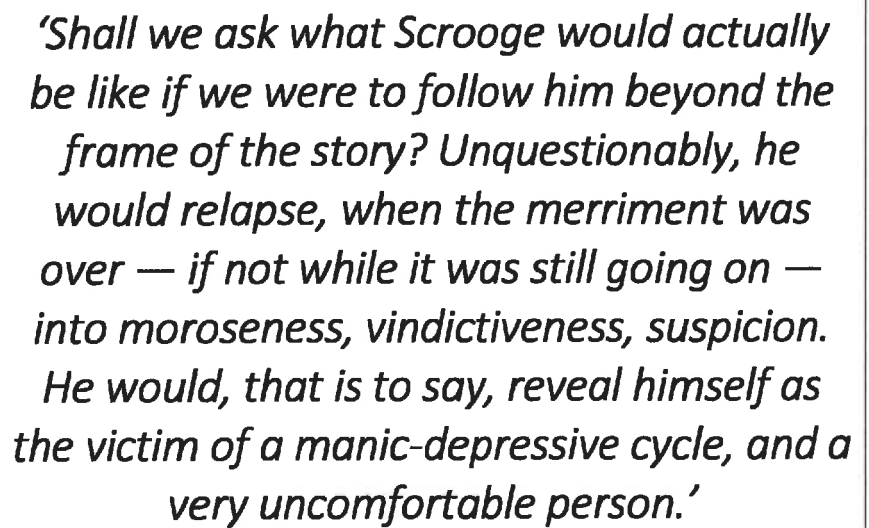 ‘Shall we ask what Scrooge would actually
be like if we were to follow him beyond the
frame of the story? Unquestionably, he
would relapse, when the merriment was
over — if not while it was still going on —
into moroseness, vindictiveness, suspicion.
He would, that is to say, reveal himself as
the victim of a manic-depressive cycle, and a
very uncomfortable person.’